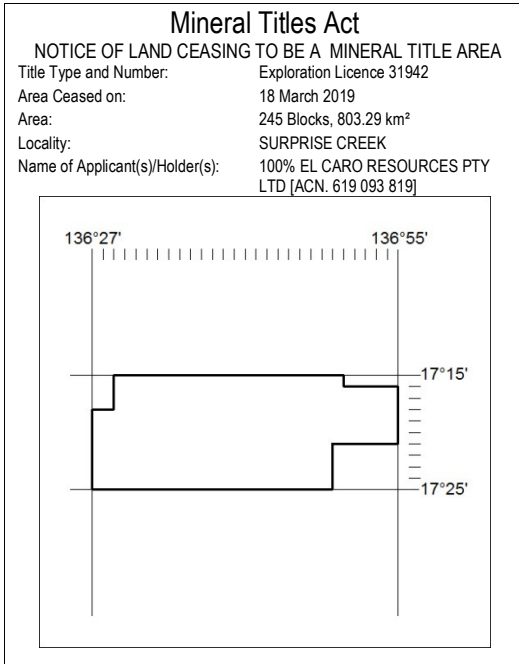 Mineral Titles Act
NOTICE OF LAND CEASING TO BE A MINERAL TITLE AREA
Title Type and Number: Exploration Licence 31942
Area Ceased on: 18 March 2019
Area: 245 Blocks, 803.29 km²
Locality: SURPRISE CREEK
Name of Applicant(s)/Holder(s): 100% EL CARO RESOURCES PTY
LTD [ACN. 619 093 819]
136°27' 136°55'
17°15'
17°25'